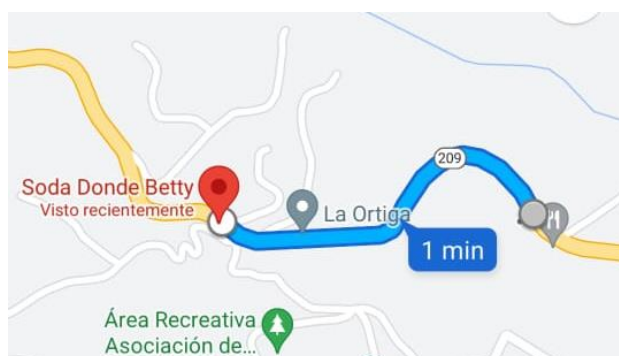 209
Soda Donde Betty
Visto recientemente
La Ortiga
1 min
Área Recreativa
Asociación de...